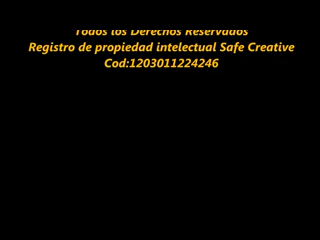 Todos los Derechos Reservados
Registro de propiedad intelectual Safe Creative
Cod:1203011224246